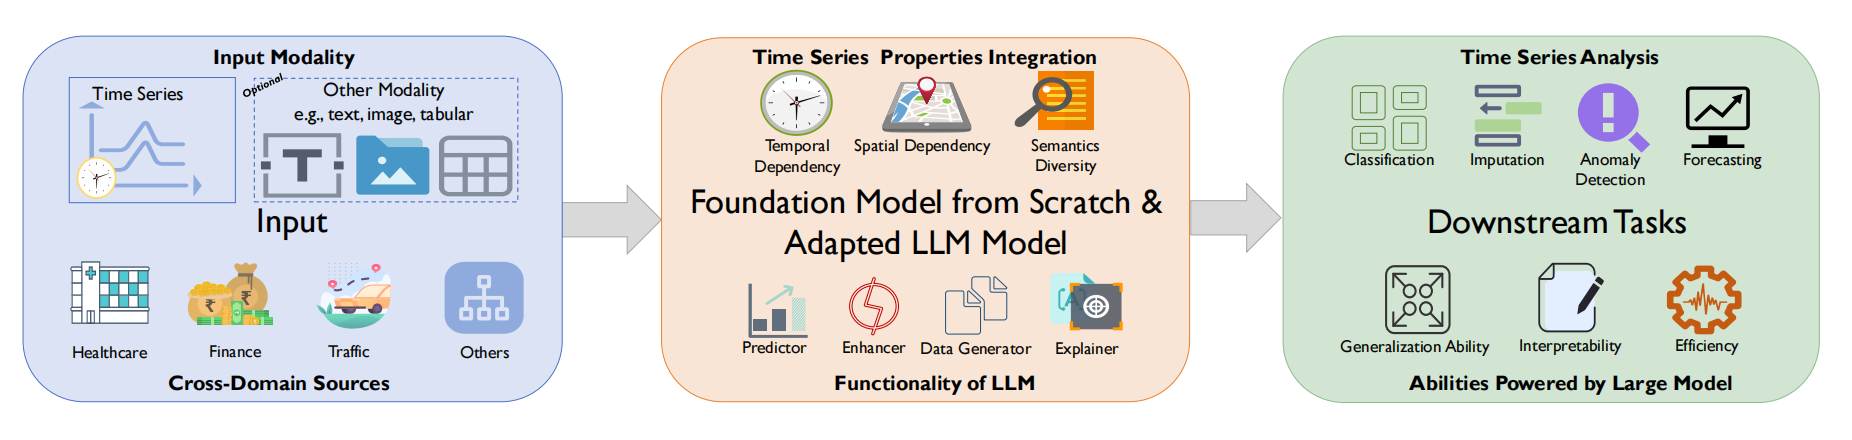 Input Modality
Time Series
Optional
Other Modality
e.g., text, image, tabular
T
Input
Healthcare
Finance
Traffic
Others
Cross-Domain Sources
Time Series Properties Integration
Temporal
Dependency
Spatial Dependency
Semantics
Diversity
Foundation Model from Scratch &
Adapted LLM Model
Predictor
Enhancer
Data Generator
Explainer
Functionality of LLM
Time Series Analysis
Classification
Imputation
Anomaly
Detection
Forecasting
Downstream Tasks
Generalization Ability
Interpretability
Efficiency
Abilities Powered by Large Model